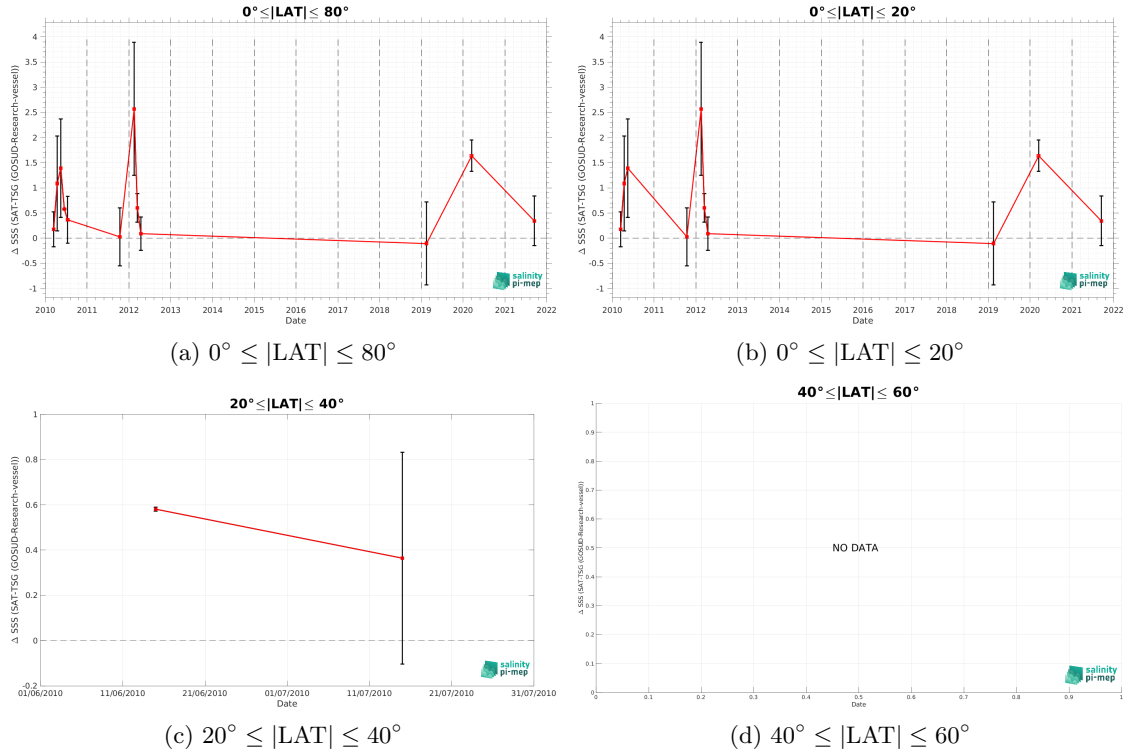 0°≤|LAT|≤ 80°
Δ SSS (SAT-TSG (GOSUD-Research-vessel))
4
3.5
3
2.5
2
1.5
1
0.5
0
-0.5
-1
2010 2011 2012 2013 2014 2015 2016 2017 2018 2019 2020 2021 2022
Date
salinity
pi-mep
(a) 0° ≤ |LAT| ≤ 80°
0°≤|LAT|≤ 20°
Δ SSS (SAT-TSG (GOSUD-Research-vessel))
4
3.5
3
2.5
2
1.5
1
0.5
0
-0.5
-1
2010 2011 2012 2013 2014 2015 2016 2017 2018 2019 2020 2021 2022
Date
salinity
pi-mep
(b) 0° ≤ |LAT| ≤ 20°
20°≤|LAT|≤ 40°
Δ SSS (SAT-TSG (GOSUD-Research-vessel))
1
0.8
0.6
0.4
0.2
0
-0.2
01/06/2010 11/06/2010 21/06/2010 01/07/2010 11/07/2010 21/07/2010 31/07/2010
Date
salinity
pi-mep
(c) 20° ≤ |LAT| ≤ 40°
40°≤|LAT|≤ 60°
Δ SSS (SAT-TSG (GOSUD-Research-vessel))
1
0.9
0.8
0.7
0.6
0.5
0.4
0.3
0.2
0.1
0
NO DATA
0 0.1 0.2 0.3 0.4 0.5 0.6 0.7 0.8 0.9 1
Date
salinity
pi-mep
(d) 40° ≤ |LAT| ≤ 60°